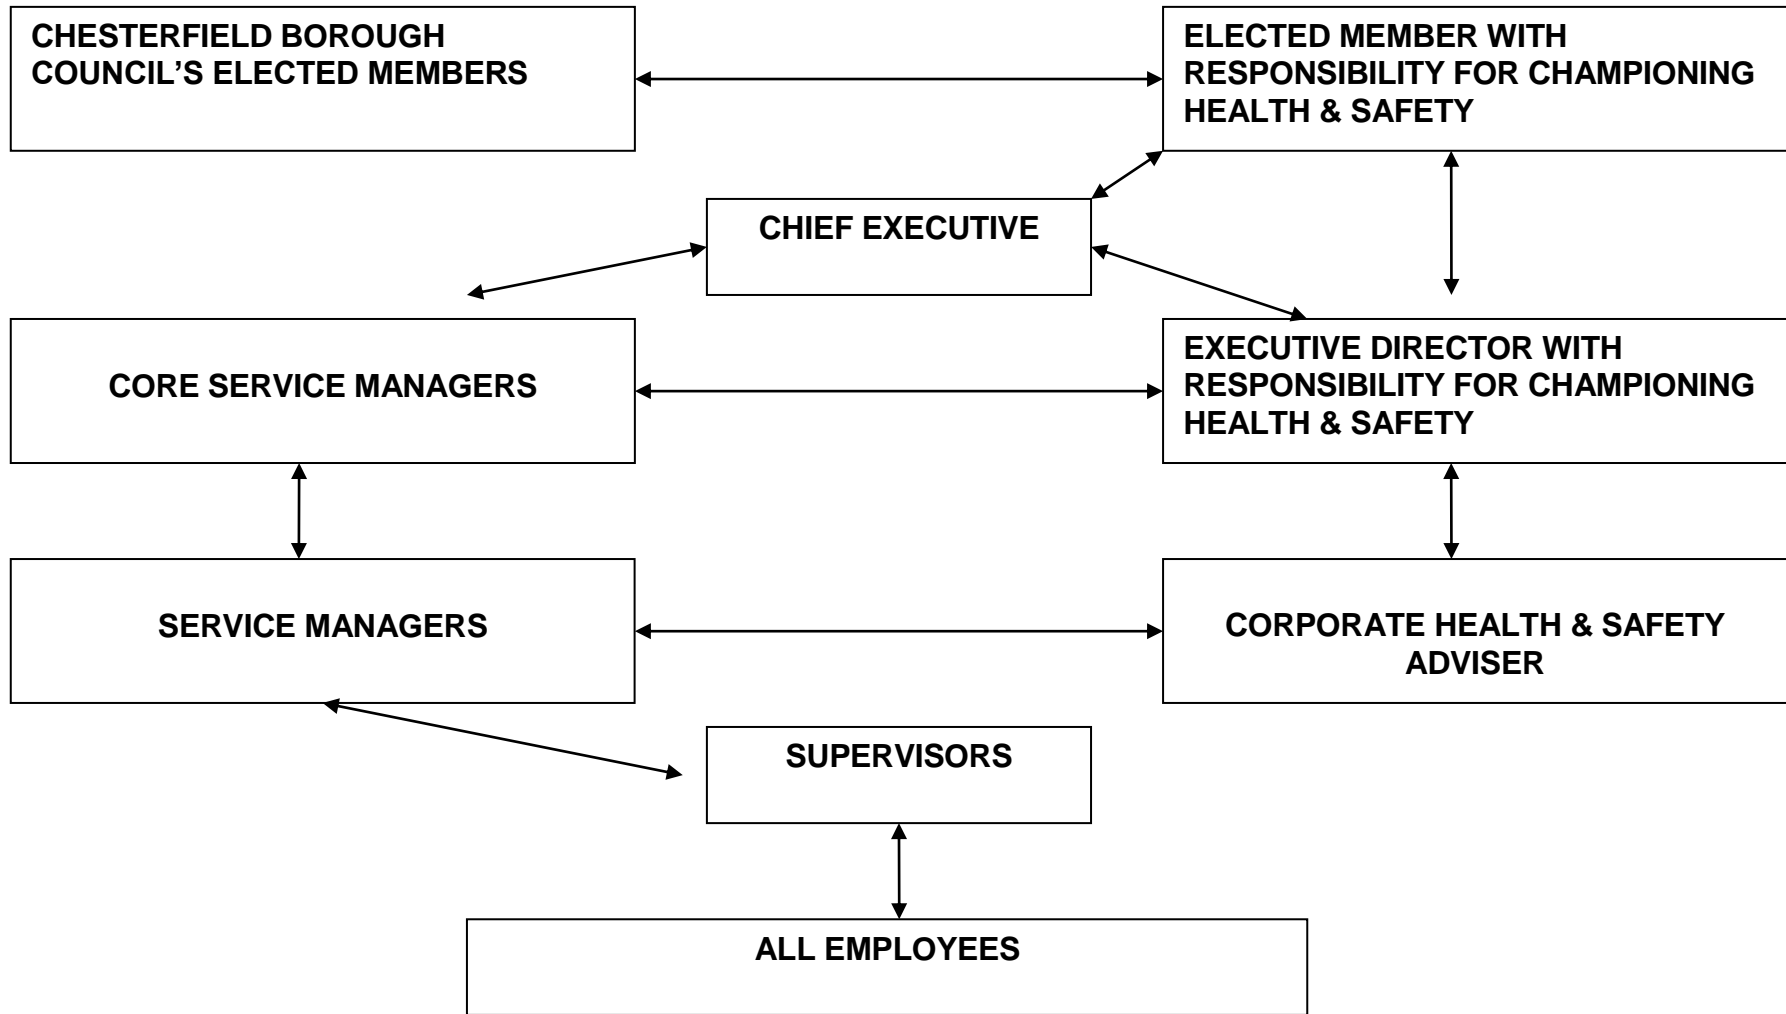 CHESTERFIELD BOROUGH
COUNCIL’S ELECTED MEMBERS
ELECTED MEMBER WITH
RESPONSIBILITY FOR CHAMPIONING
HEALTH & SAFETY
CHIEF EXECUTIVE
CORE SERVICE MANAGERS
EXECUTIVE DIRECTOR WITH
RESPONSIBILITY FOR CHAMPIONING
HEALTH & SAFETY
SERVICE MANAGERS
CORPORATE HEALTH & SAFETY
ADVISER
SUPERVISORS
ALL EMPLOYEES